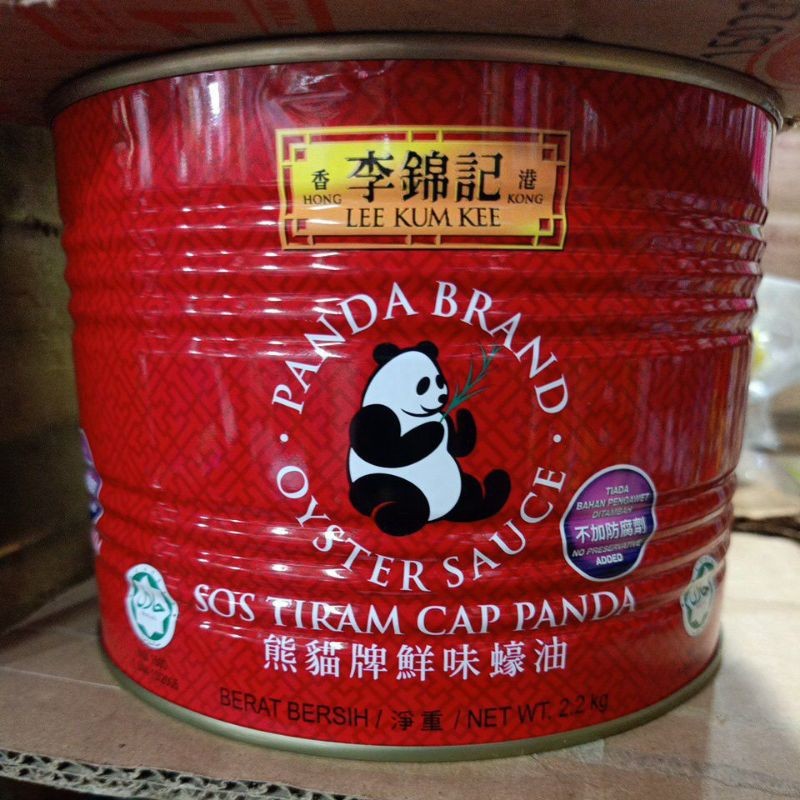 香 李錦記 港
HONG KONG
LEE KUM KEE
PANDA BRAND
OYSTER SAUCE
TIADA
BAHAN PENGAWET
DITAMBAH
不加防腐劑
NO PRESERVATIVE
ADDED
SOS TIRAM CAP PANDA
熊貓牌鮮味蠔油
BERAT BERSIH / 淨重 / NET WT. 2.2 kg